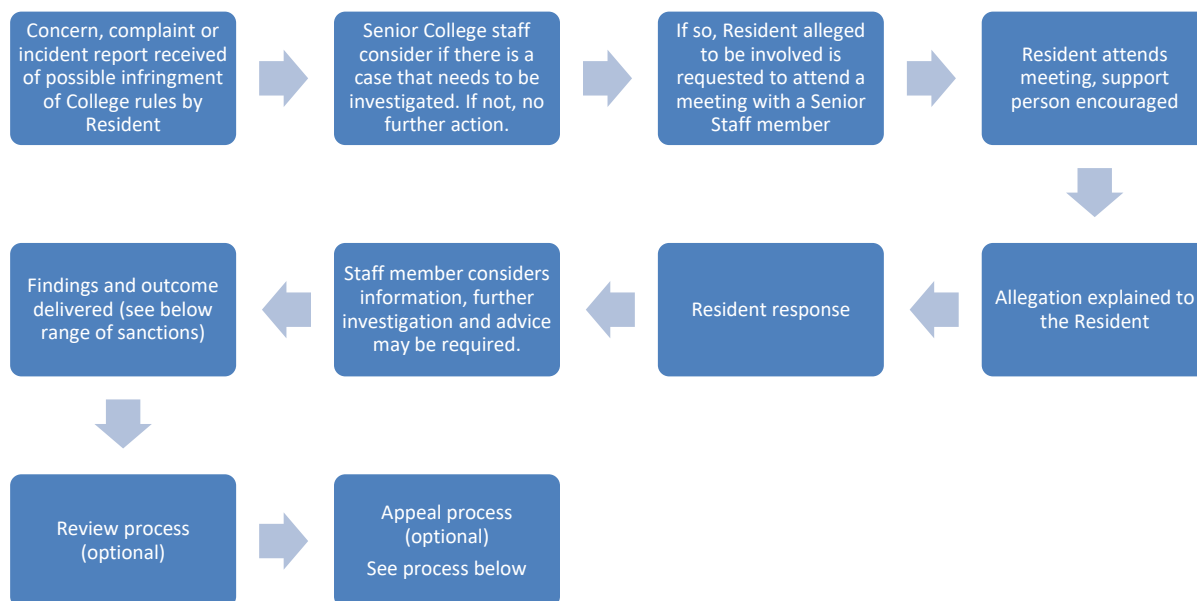 Concern, complaint or
incident report received
of possible infringment
of College rules by
Resident
Senior College staff
consider if there is a
case that needs to be
investigated. If not, no
further action.
If so, Resident alleged
to be involved is
requested to attend a
meeting with a Senior
Staff member
Resident attends
meeting, support
person encouraged
Allegation explained to
the Resident
Resident response
Staff member considers
information, further
investigation and advice
may be required.
Findings and outcome
delivered (see below
range of sanctions)
Review process
(optional)
Appeal process
(optional)
See process below